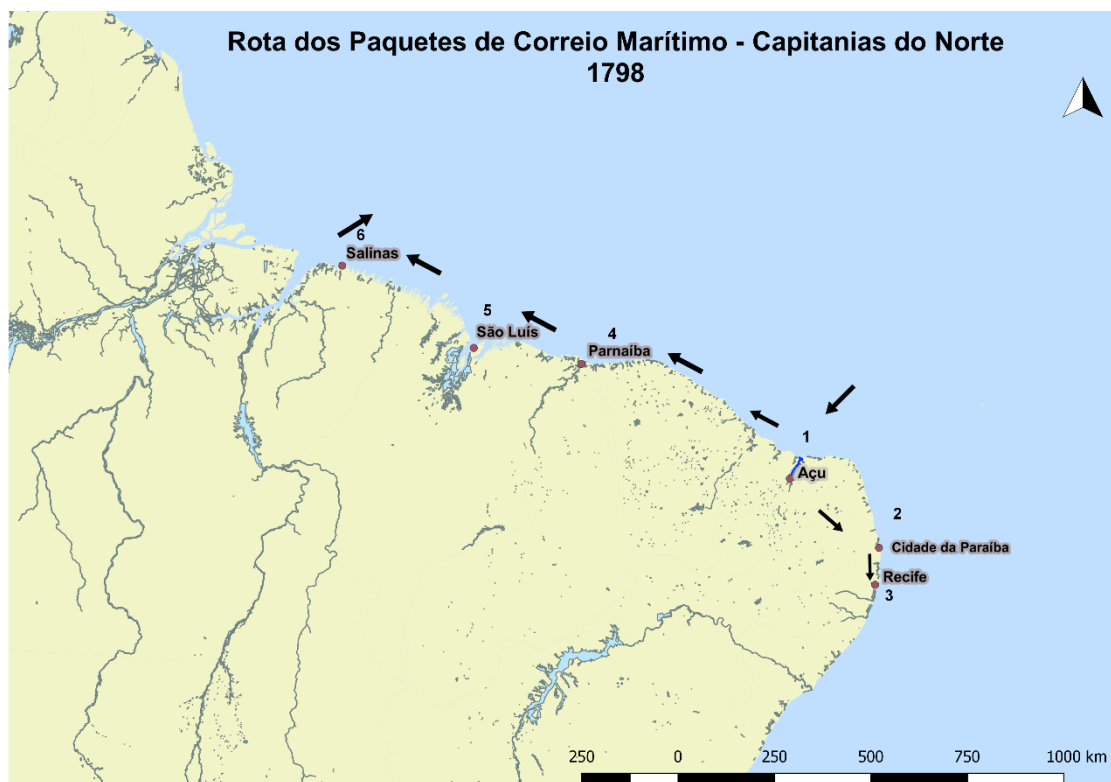 Rota dos Paquetes de Correio Marítimo - Capitanias do Norte
1798
6
Salinas
5
São Luís
4
Parnaíba
1
Açu
2
Cidade da Paraíba
Recife
3
250 0 250 500 750 1000 km